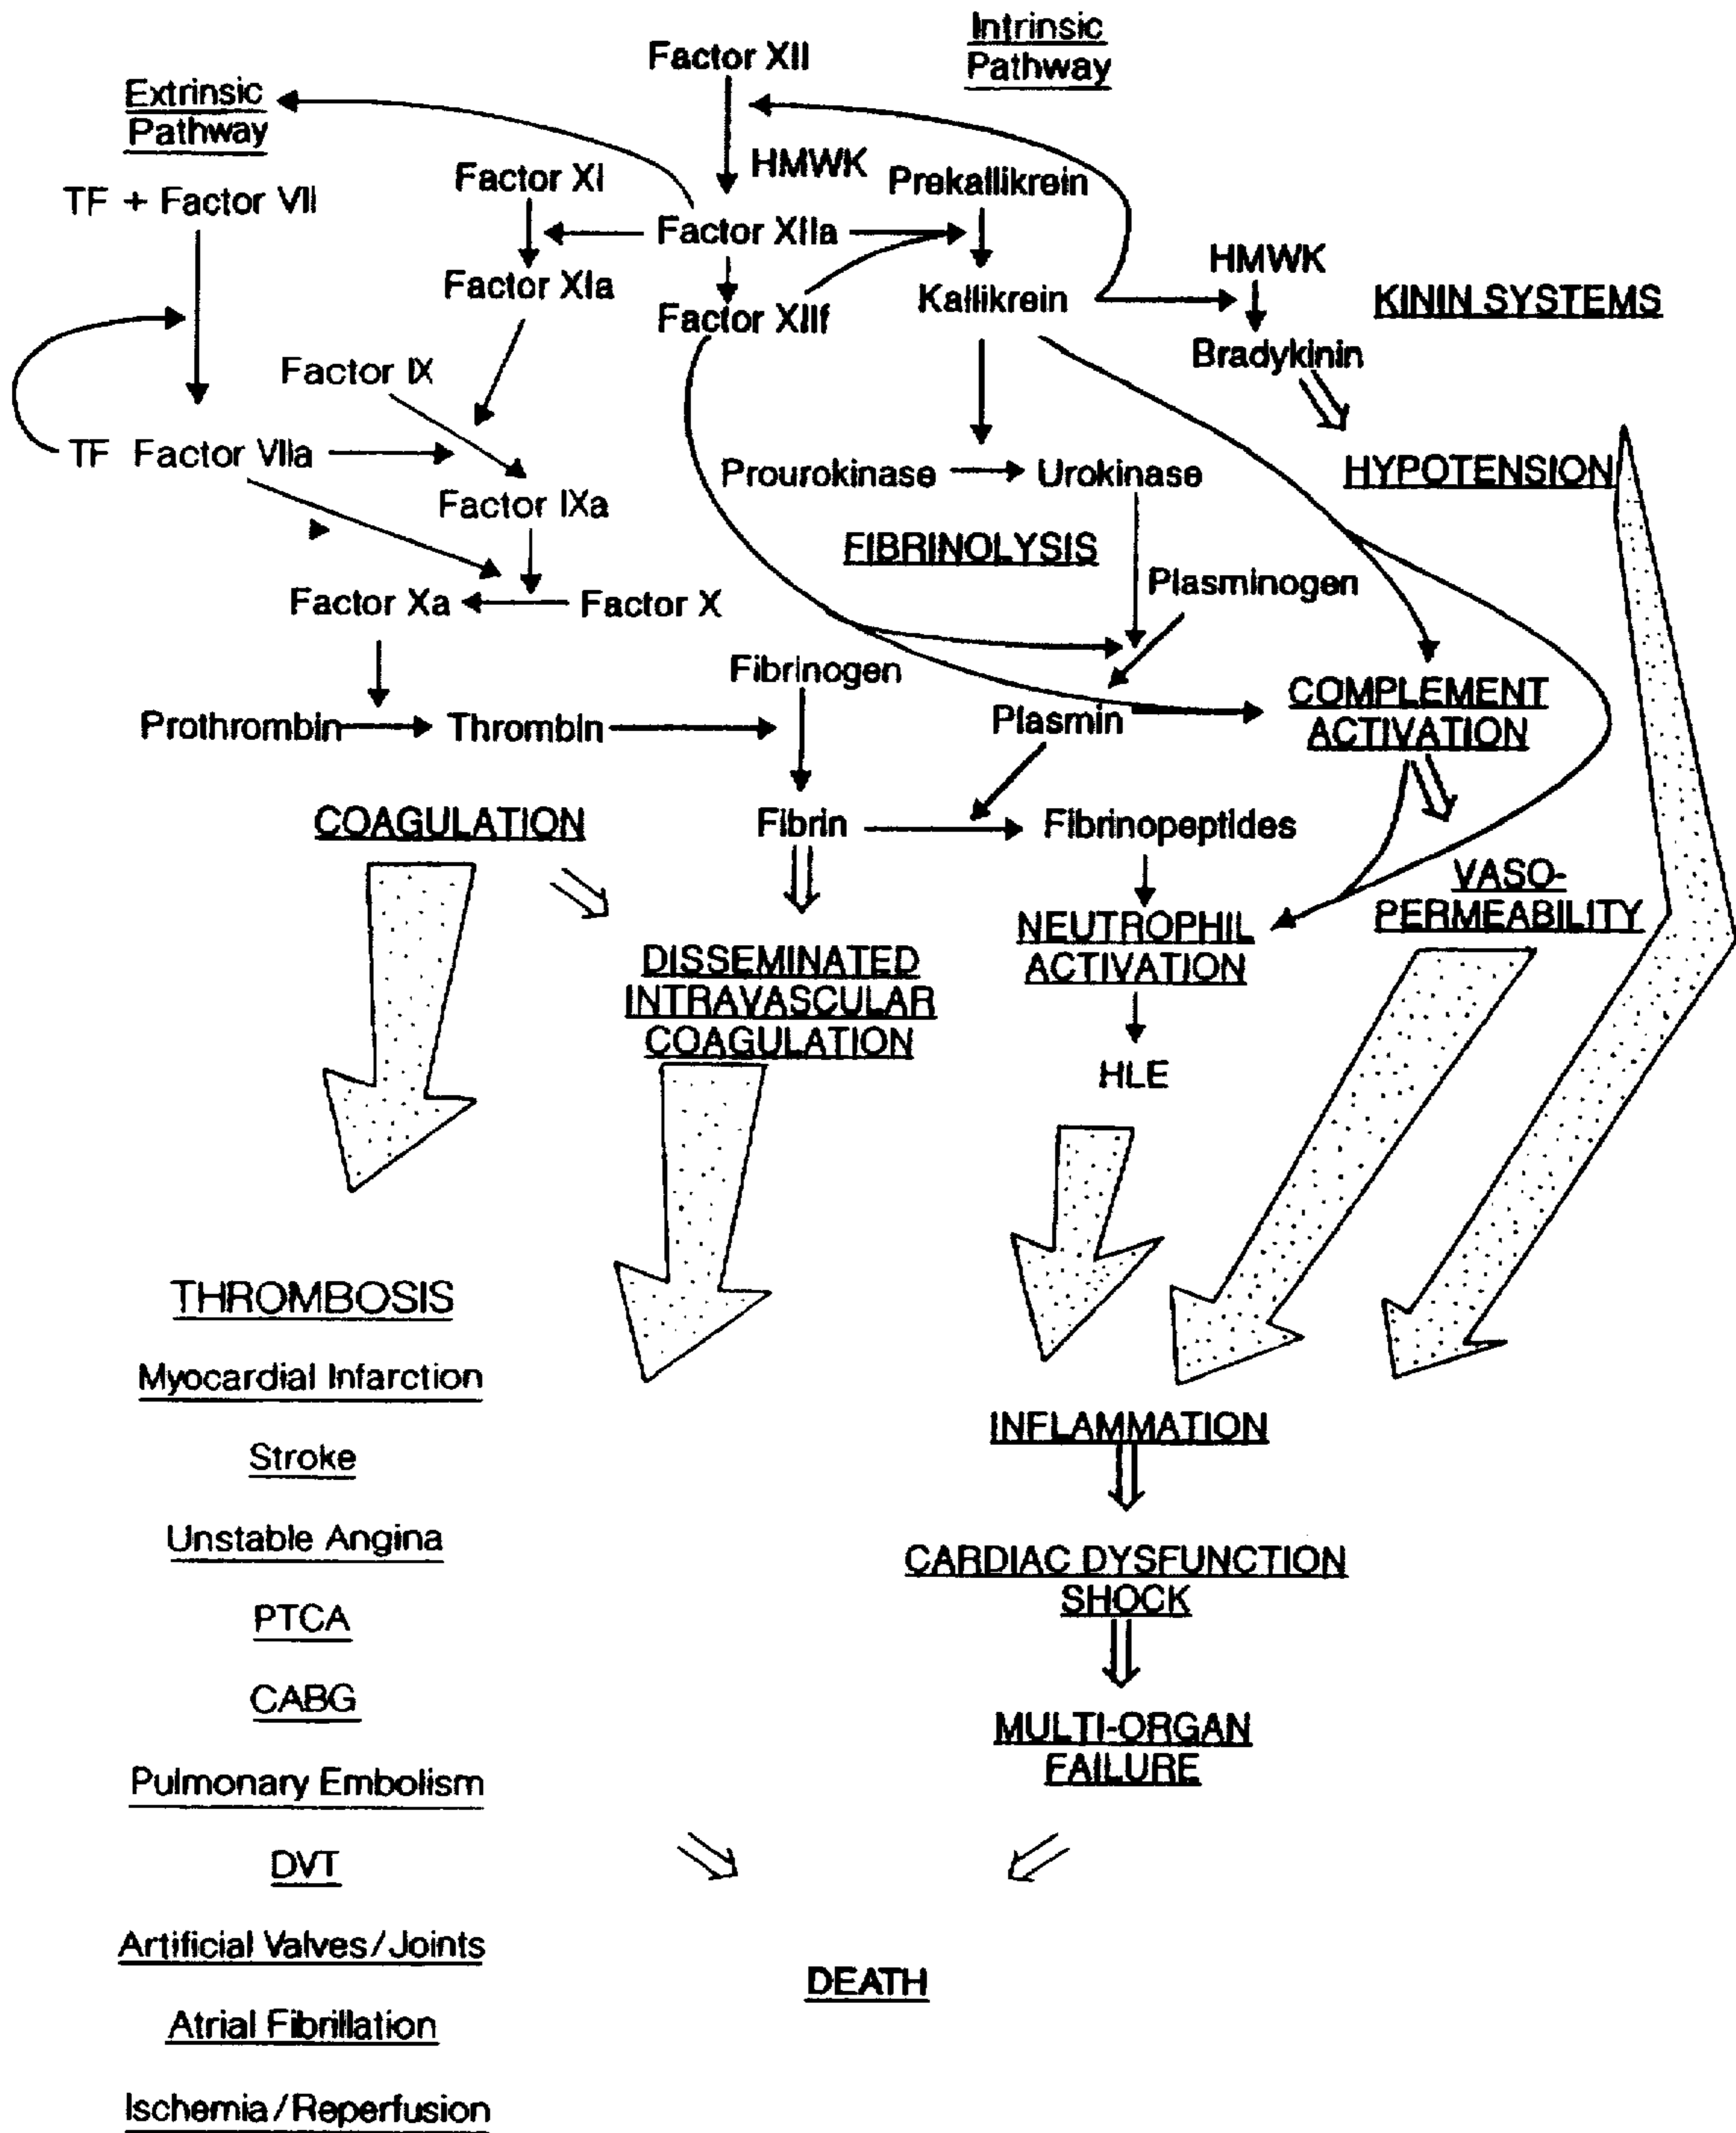 Intrinsic
Pathway
Factor XII
Extrinsic
Pathway
HMWK
Factor XI
Prekallikrein
TF + Factor VII
Factor XIIa
HMWK
Factor XIa
Kallikrein
KININ SYSTEMS
Factor XIIf
Bradykinin
Factor IX
TF Factor VIIa
Prourokinase
Urokinase
HYPOTENSION
Factor IXa
FIBRINOLYSIS
Plasminogen
Factor Xa
Factor X
Fibrinogen
COMPLEMENT
ACTIVATION
Prothrombin
Thrombin
Plasmin
COAGULATION
Fibrin
Fibrinopeptides
VASO-
PERMEABILITY
NEUTROPHIL
ACTIVATION
DISSEMINATED
INTRAVASCULAR
COAGULATION
HLE
THROMBOSIS
Myocardial Infarction
Stroke
Unstable Angina
PTCA
CABG
Pulmonary Embolism
DVT
Artificial Valves/Joints
Atrial Fibrillation
Ischemia/Reperfusion
INFLAMMATION
CARDIAC DYSFUNCTION
SHOCK
MULTI-ORGAN
FAILURE
DEATH